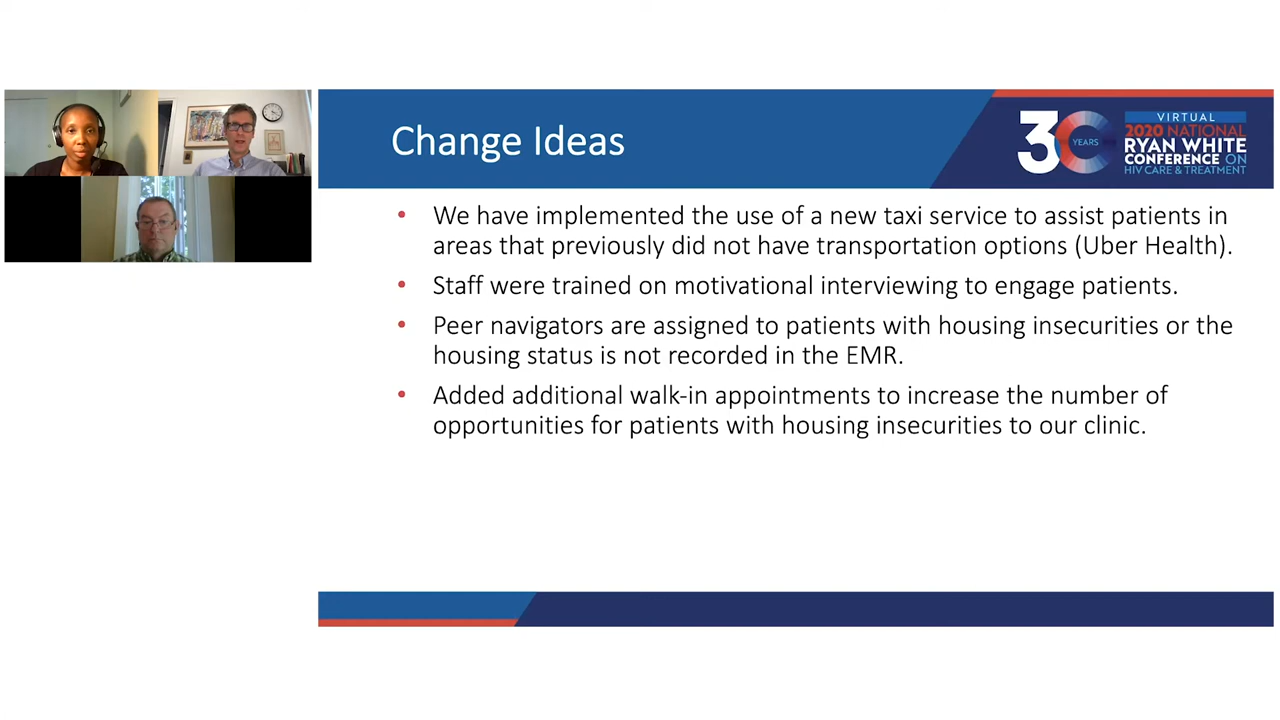 Change Ideas
30
YEARS
VIRTUAL
2020 NATIONAL
RYAN WHITE
CONFERENCE ON
HIV CARE & TREATMENT
• We have implemented the use of a new taxi service to assist patients in
areas that previously did not have transportation options (Uber Health).
• Staff were trained on motivational interviewing to engage patients.
• Peer navigators are assigned to patients with housing insecurities or the
housing status is not recorded in the EMR.
• Added additional walk-in appointments to increase the number of
opportunities for patients with housing insecurities to our clinic.